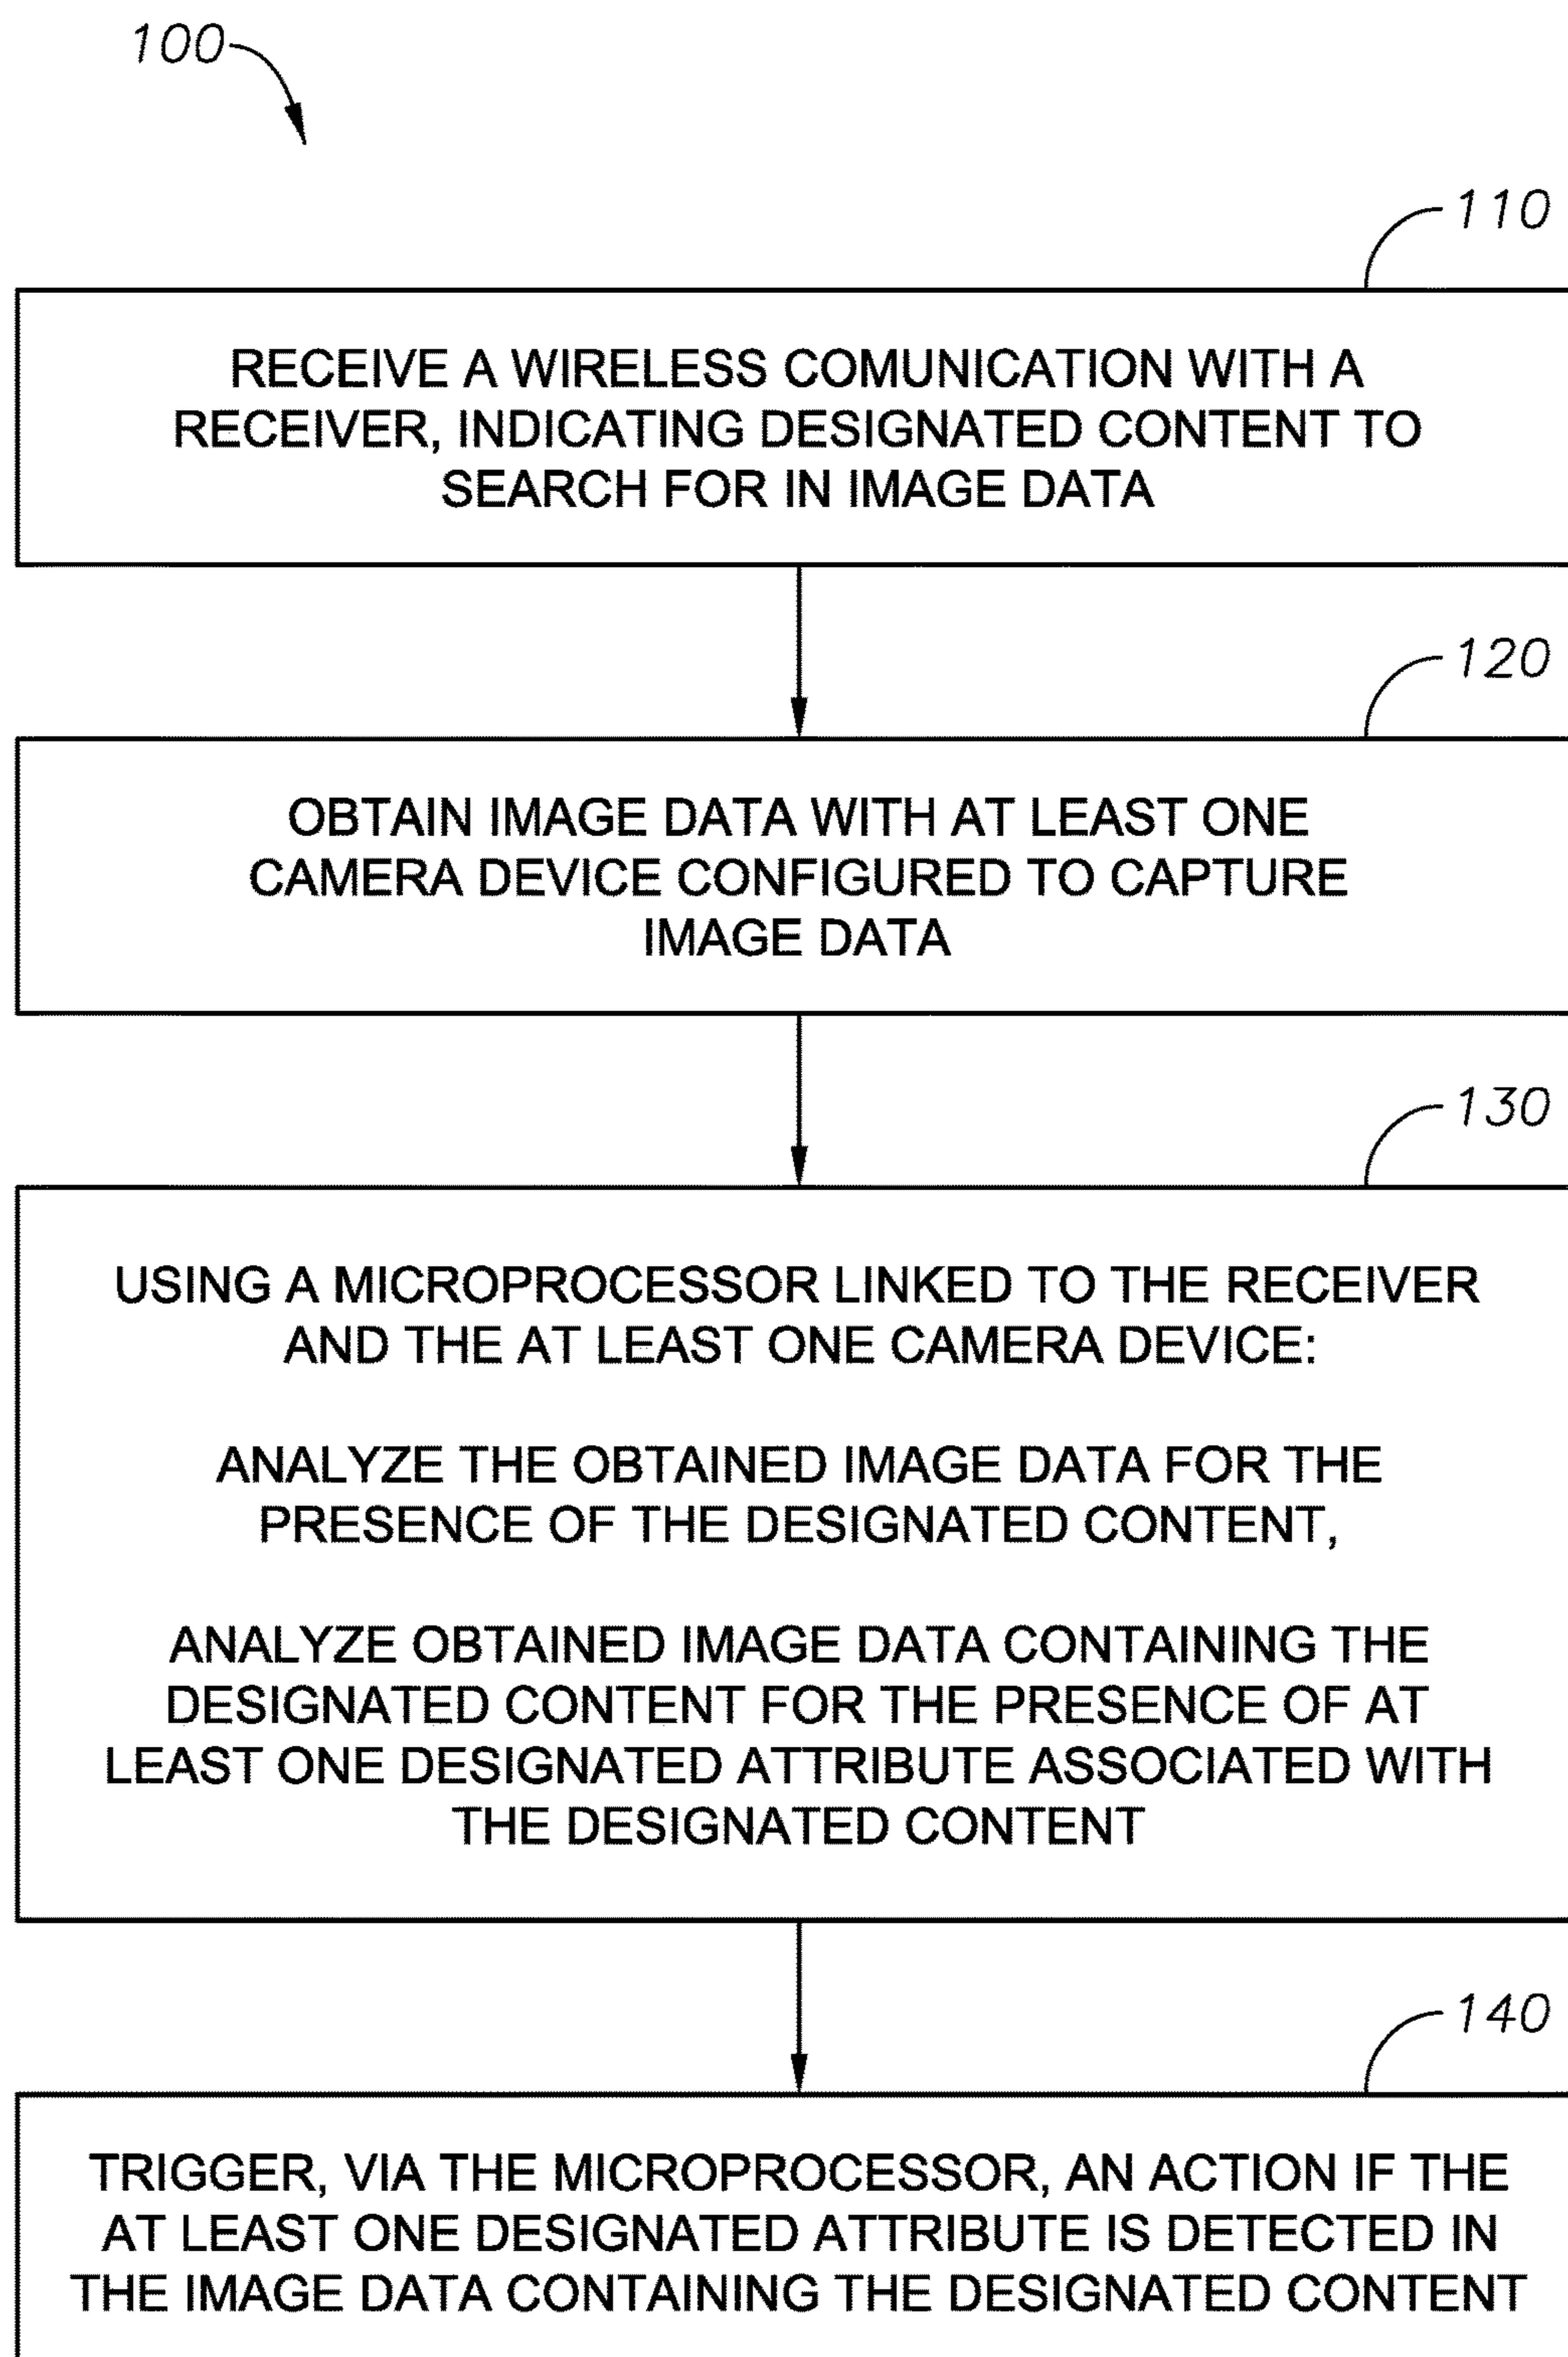 100
110
RECEIVE A WIRELESS COMUNICATION WITH A
RECEIVER, INDICATING DESIGNATED CONTENT TO
SEARCH FOR IN IMAGE DATA
120
OBTAIN IMAGE DATA WITH AT LEAST ONE
CAMERA DEVICE CONFIGURED TO CAPTURE
IMAGE DATA
130
USING A MICROPROCESSOR LINKED TO THE RECEIVER
AND THE AT LEAST ONE CAMERA DEVICE:
ANALYZE THE OBTAINED IMAGE DATA FOR THE
PRESENCE OF THE DESIGNATED CONTENT,
ANALYZE OBTAINED IMAGE DATA CONTAINING THE
DESIGNATED CONTENT FOR THE PRESENCE OF AT
LEAST ONE DESIGNATED ATTRIBUTE ASSOCIATED WITH
THE DESIGNATED CONTENT
140
TRIGGER, VIA THE MICROPROCESSOR, AN ACTION IF THE
AT LEAST ONE DESIGNATED ATTRIBUTE IS DETECTED IN
THE IMAGE DATA CONTAINING THE DESIGNATED CONTENT